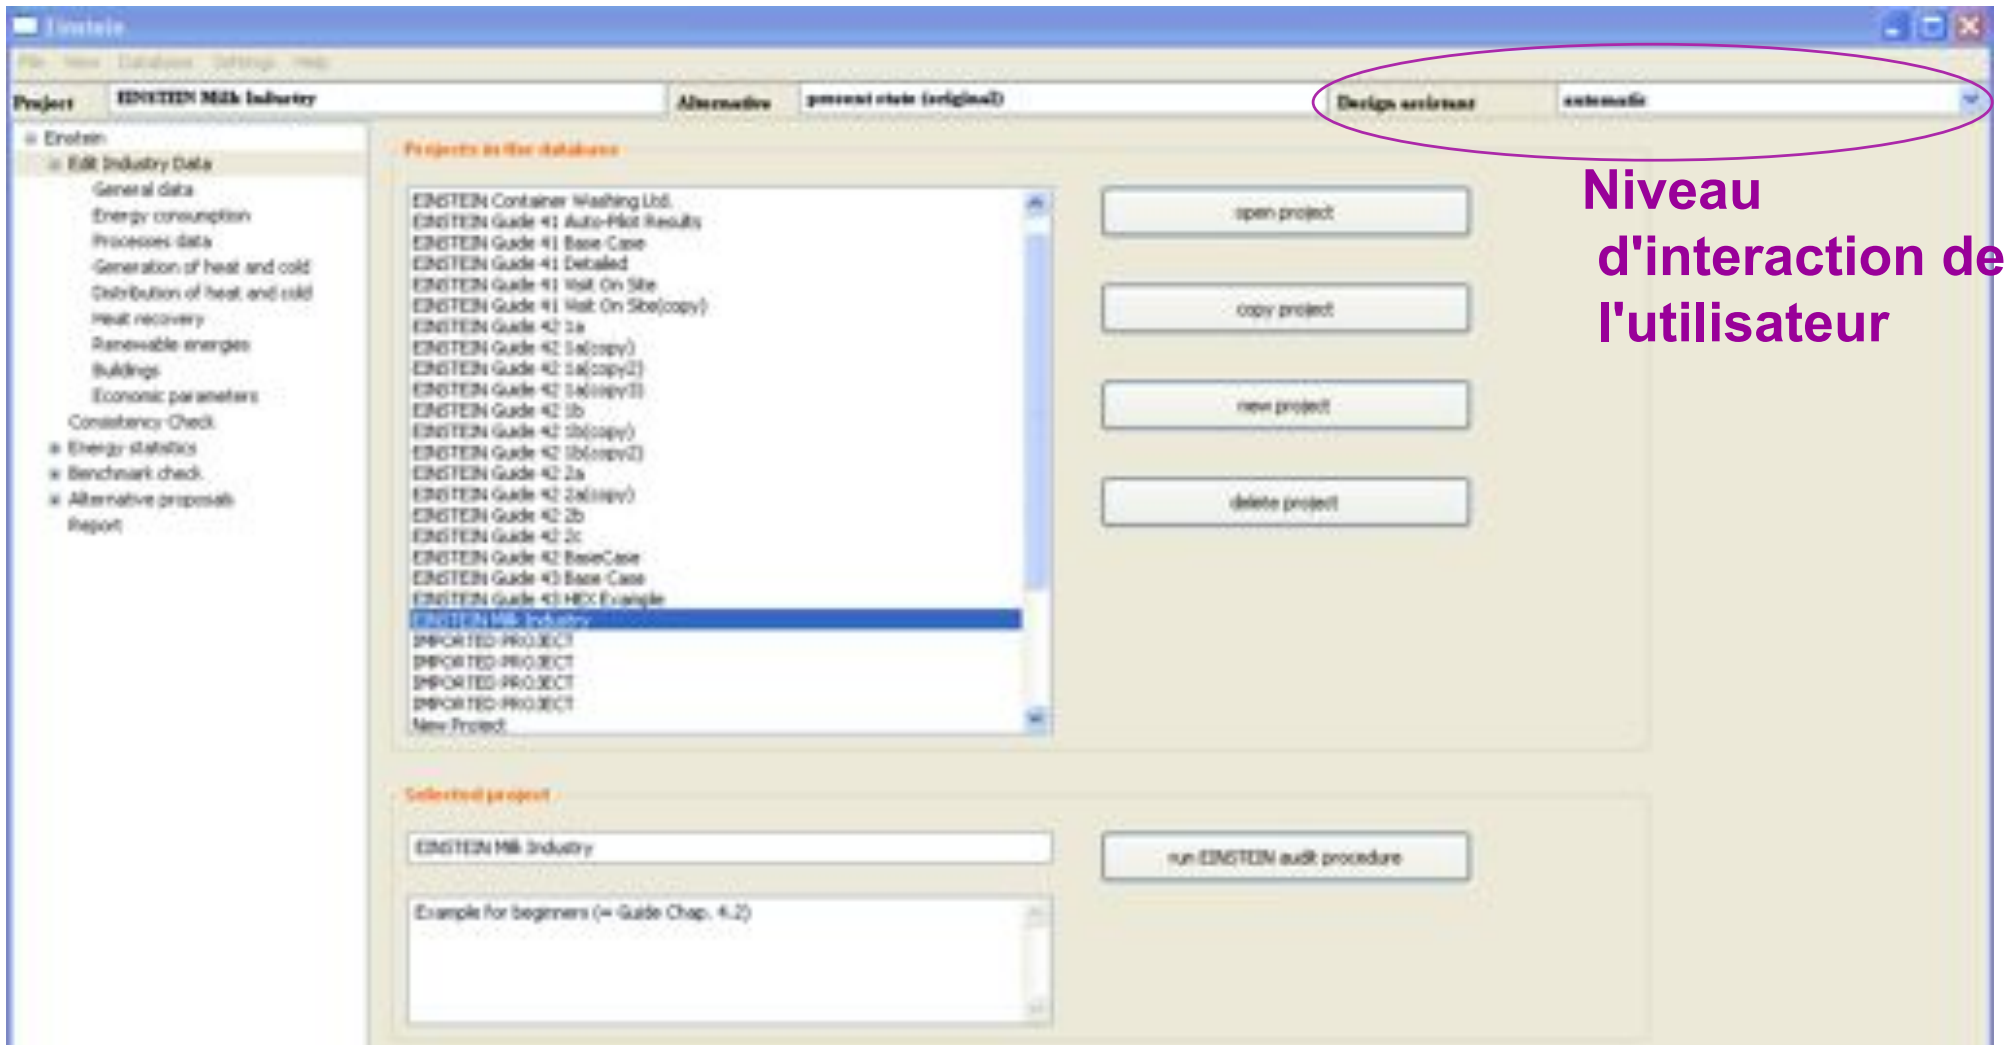 Einstein
File View Database Settings Help
Project EINSTEIN Milk Industry Alternative present state (original) Design assistant automatic
Einstein
Edit Industry Data
General data
Energy consumption
Processes data
Generation of heat and cold
Distribution of heat and cold
Heat recovery
Renewable energies
Buildings
Economic parameters
Consistency Check
Energy statistics
Benchmark check
Alternative proposals
Report
Projects in the database
EINSTEIN Container Washing Ltd.
EINSTEIN Guide 41 Auto-Pilot Results
EINSTEIN Guide 41 Base Case
EINSTEIN Guide 41 Detailed
EINSTEIN Guide 41 Visit On Site
EINSTEIN Guide 41 Visit On Site(copy)
EINSTEIN Guide 42 1a
EINSTEIN Guide 42 1a(copy)
EINSTEIN Guide 42 1a(copy2)
EINSTEIN Guide 42 1a(copy3)
EINSTEIN Guide 42 1b
EINSTEIN Guide 42 1b(copy)
EINSTEIN Guide 42 1b(copy2)
EINSTEIN Guide 42 2a
EINSTEIN Guide 42 2a(copy)
EINSTEIN Guide 42 2b
EINSTEIN Guide 42 2c
EINSTEIN Guide 42 BaseCase
EINSTEIN Guide 43 Base Case
EINSTEIN Guide 43 HEX Example
EINSTEIN Milk Industry
IMPORTED PROJECT
IMPORTED PROJECT
IMPORTED PROJECT
IMPORTED PROJECT
New Project
open project
copy project
new project
delete project
Niveau
d'interaction de
l'utilisateur
Selected project
EINSTEIN Milk Industry
run EINSTEIN audit procedure
Example for beginners (= Guide Chap. 4.2)